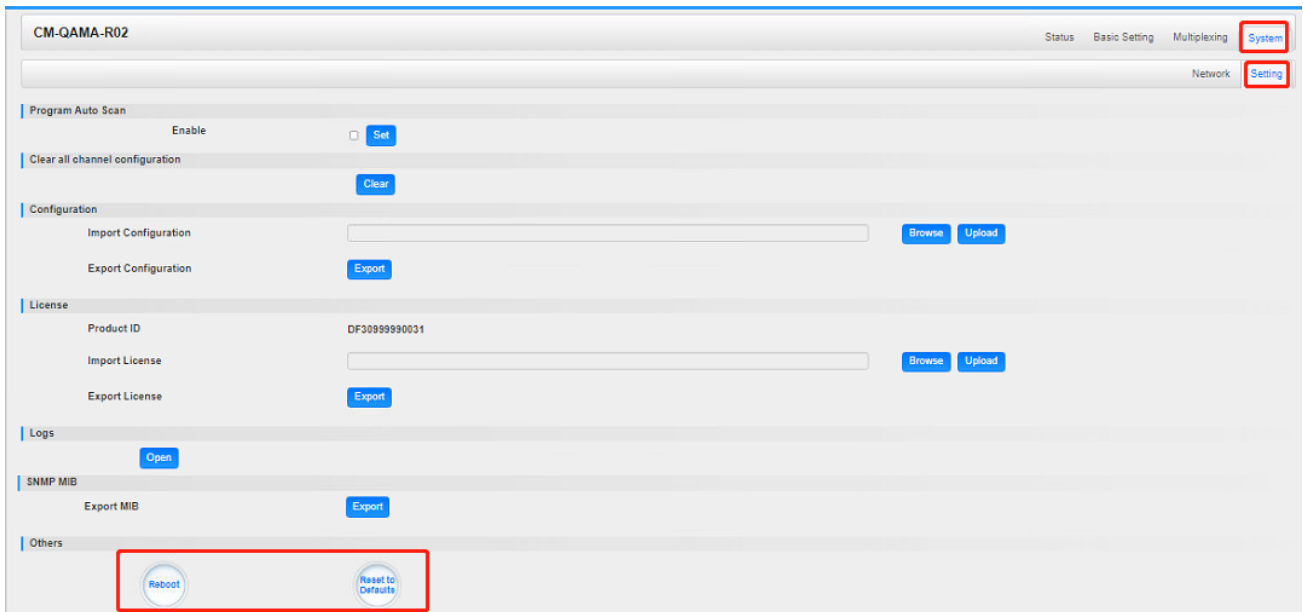 CM-QAMA-R02
Status Basic Setting Multiplexing System
Network Setting
Program Auto Scan
Enable Set
Clear all channel configuration
Clear
Configuration
Import Configuration Browse Upload
Export Configuration Export
License
Product ID DF30999990031
Import License Browse Upload
Export License Export
Logs
Open
SNMP MIB
Export MIB Export
Others
Reboot Reset to
Defaults